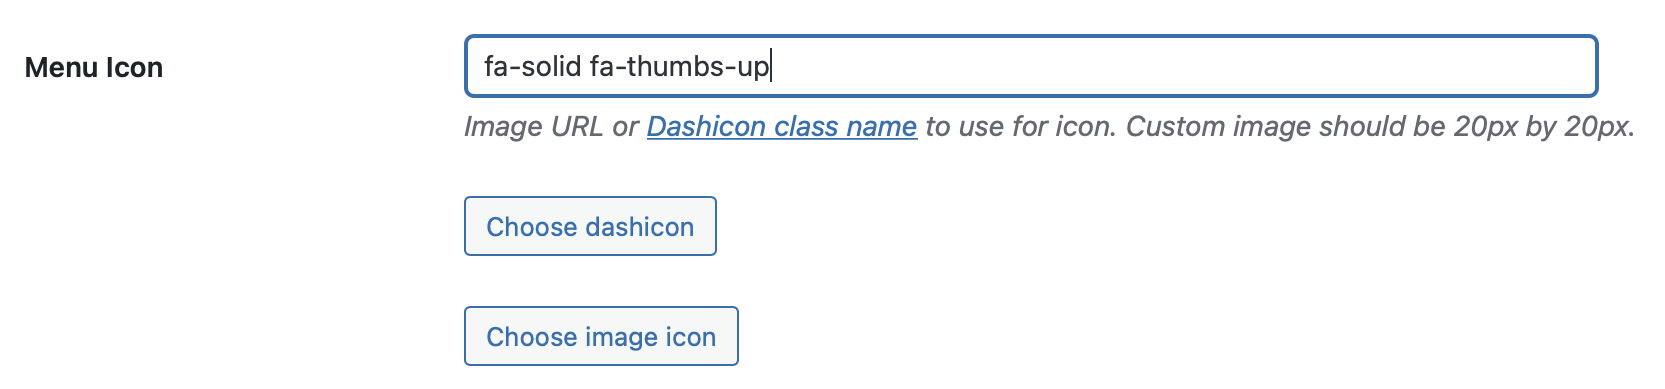 Menu Icon
fa-solid fa-thumbs-up
Image URL or Dashicon class name to use for icon. Custom image should be 20px by 20px.
Choose dashicon
Choose image icon